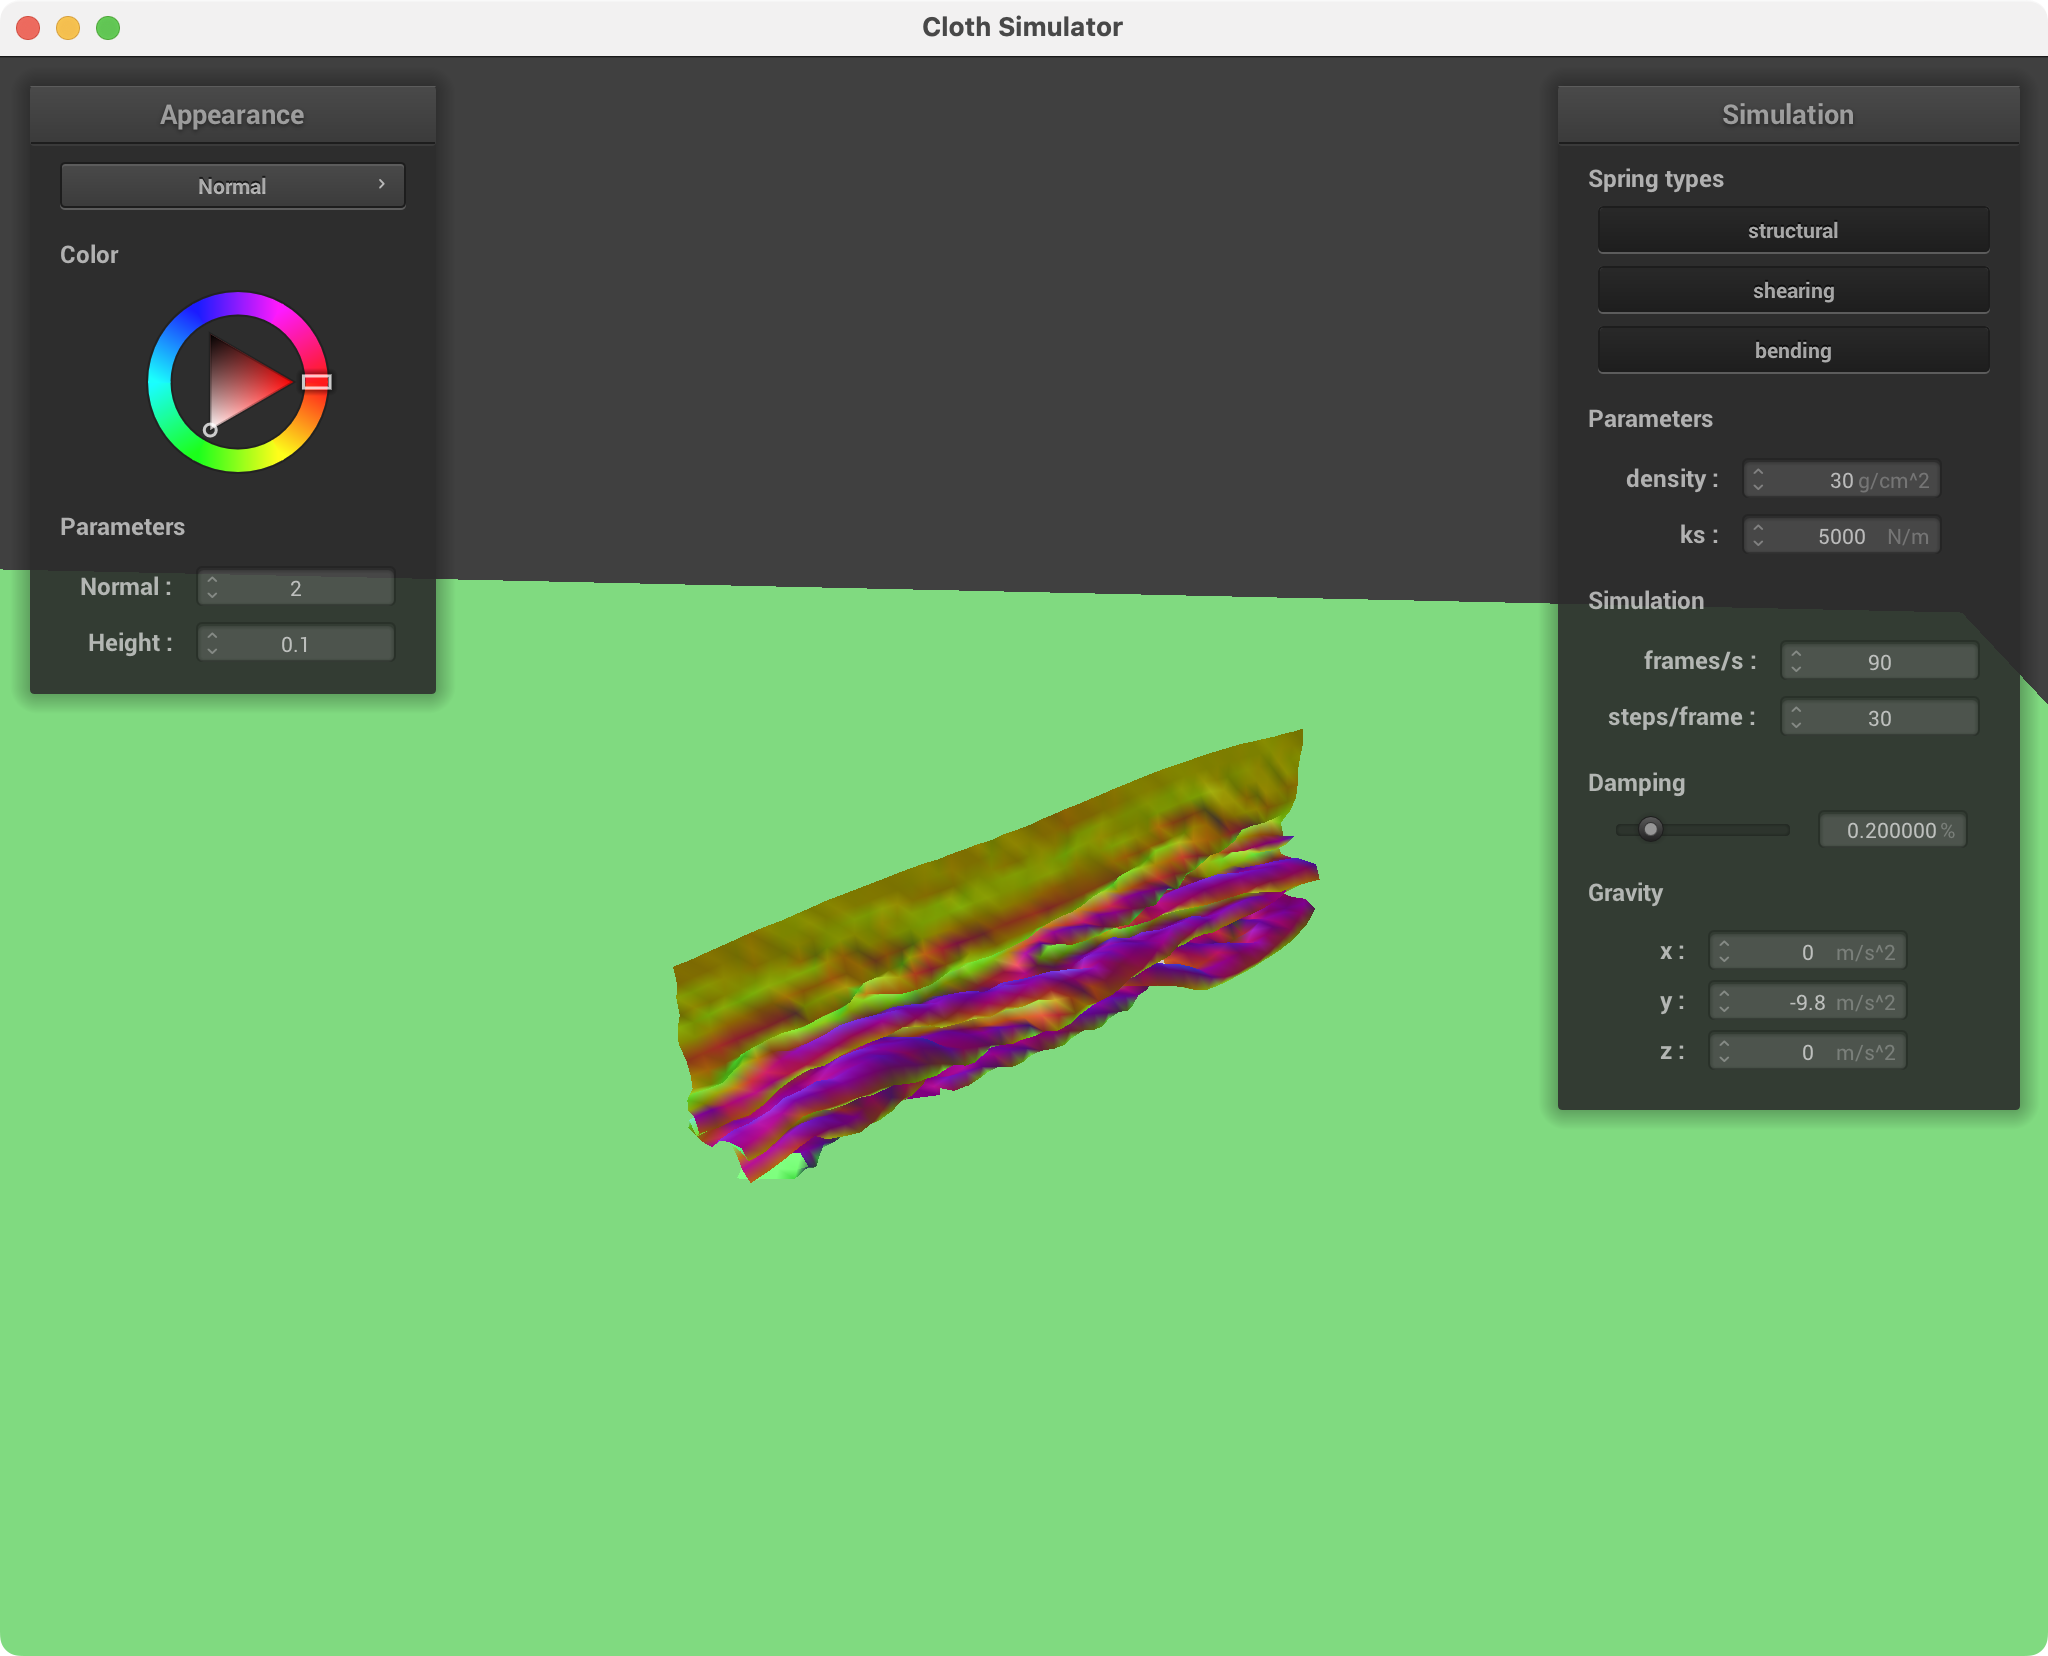 Cloth Simulator
Appearance
Normal
Color
Parameters
Normal : 2
Height : 0.1
Simulation
Spring types
structural
shearing
bending
Parameters
density : 30 g/cm^2
ks : 5000 N/m
Simulation
frames/s : 90
steps/frame : 30
Damping
0.200000 %
Gravity
x : 0 m/s^2
y : -9.8 m/s^2
z : 0 m/s^2